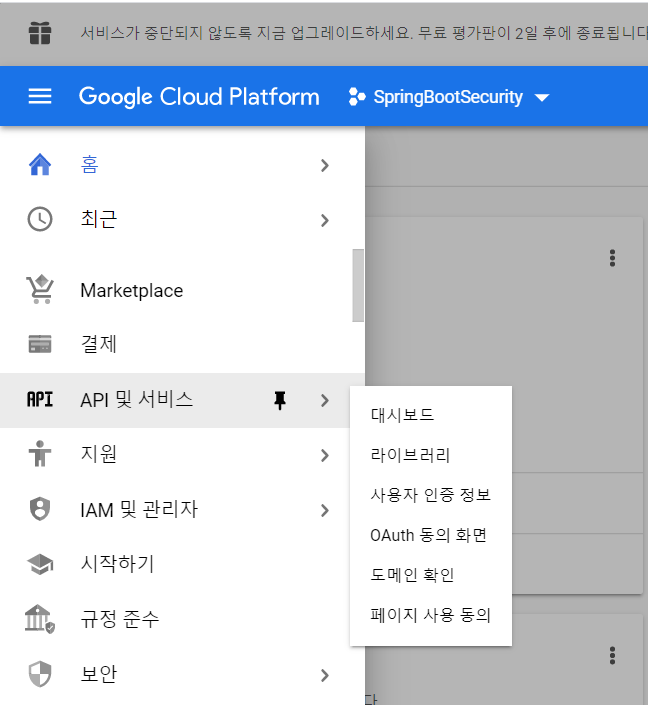 서비스가 중단되지 않도록 지금 업그레이드하세요. 무료 평가판이 2일 후에 종료됩니다
Google Cloud Platform SpringBootSecurity
홈
최근
Marketplace
결제
API API 및 서비스
대시보드
라이브러리
사용자 인증 정보
OAuth 동의 화면
도메인 확인
페이지 사용 동의
지원
IAM 및 관리자
시작하기
규정 준수
보안
다